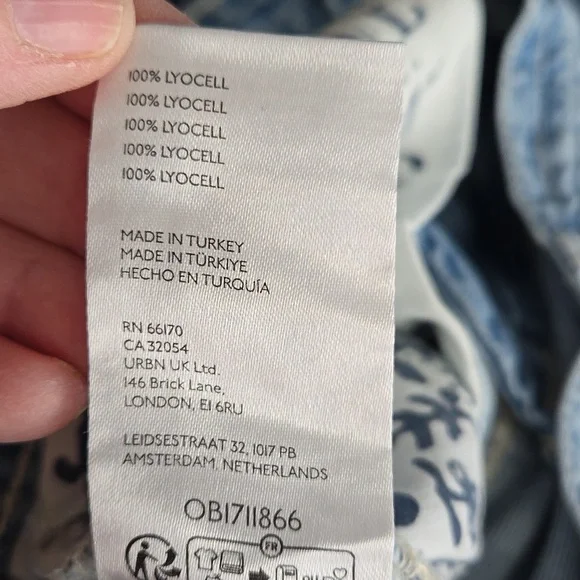 100% LYOCELL
100% LYOCELL
100% LYOCELL
100% LYOCELL
100% LYOCELL
MADE IN TURKEY
MADE IN TÜRKIYE
HECHO EN TURQUÍA
RN 66170
CA 32054
URBN UK Ltd.
146 Brick Lane,
LONDON, E1 6RU
LEIDSESTRAAT 32, 1017 PB
AMSTERDAM, NETHERLANDS
OB1711866
FR